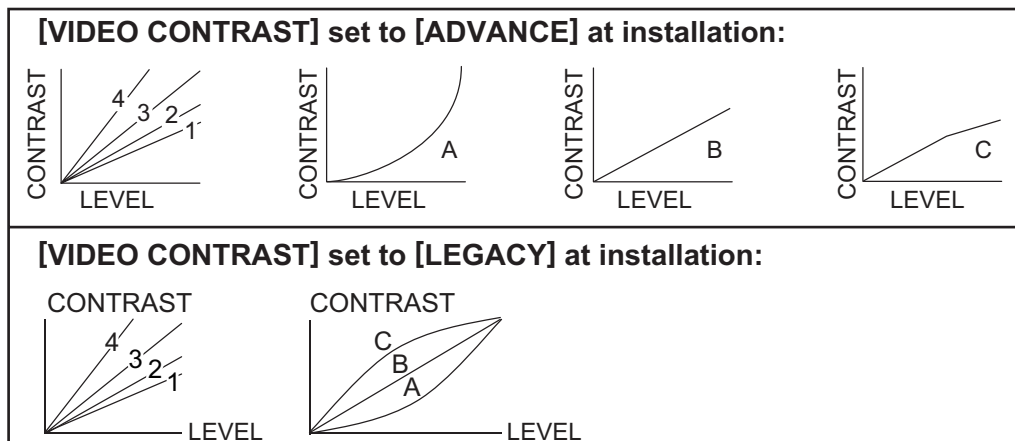 [VIDEO CONTRAST] set to [ADVANCE] at installation:
CONTRAST
4
3
2
1
LEVEL
CONTRAST
A
LEVEL
CONTRAST
B
LEVEL
CONTRAST
C
LEVEL
[VIDEO CONTRAST] set to [LEGACY] at installation:
CONTRAST
4
3
2
1
LEVEL
CONTRAST
C
B
A
LEVEL